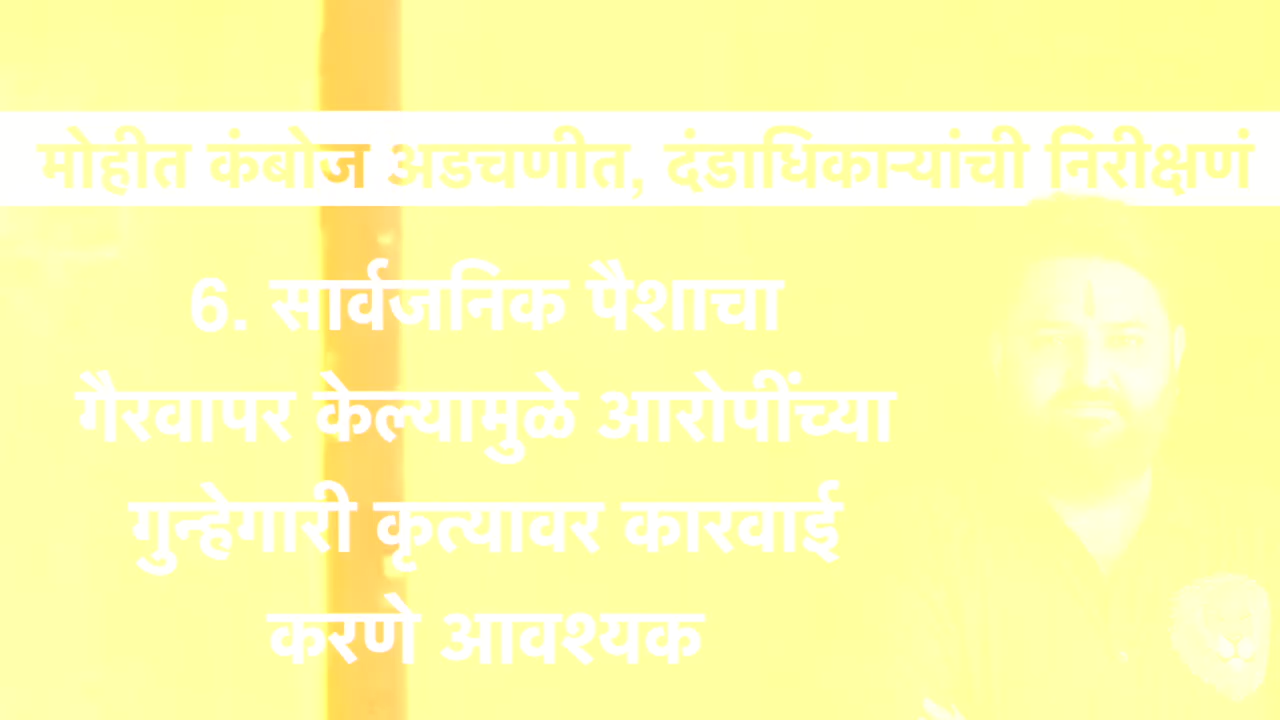 मोहीत कंबोज अडचणीत, दंडाधिकाऱ्यांची निरीक्षणं
6. सार्वजनिक पैशाचा
गैरवापर केल्यामुळे आरोपींच्या
गुन्हेगारी कृत्यावर कारवाई
करणे आवश्यक